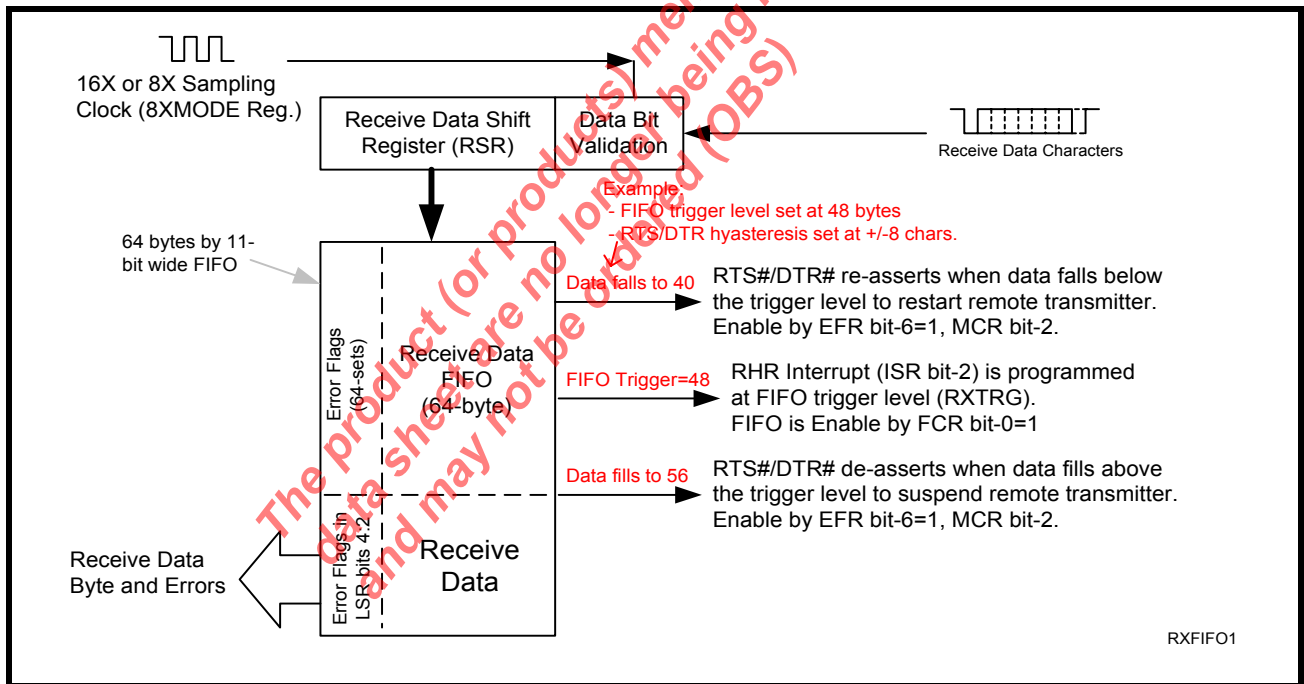 16X or 8X Sampling
Clock (8XMODE Reg.)
Receive Data Shift
Register (RSR)
Data Bit
Validation
Receive Data Characters
Example:
- FIFO trigger level set at 48 bytes
- RTS/DTR hyasteresis set at +/-8 chars.
64 bytes by 11-
bit wide FIFO
Data falls to 40
RTS#/DTR# re-asserts when data falls below
the trigger level to restart remote transmitter.
Enable by EFR bit-6=1, MCR bit-2.
Error Flags
(64-sets)
Receive Data
FIFO
(64-byte)
FIFO Trigger=48
RHR Interrupt (ISR bit-2) is programmed
at FIFO trigger level (RXTRG).
FIFO is Enable by FCR bit-0=1
Data fills to 56
RTS#/DTR# de-asserts when data fills above
the trigger level to suspend remote transmitter.
Enable by EFR bit-6=1, MCR bit-2.
Error Flags in
LSR bits 4:2
Receive
Data
Receive Data
Byte and Errors
RXFIFO1
The product (or products)
data sheet are no longer being
and may not be ordered (OBS)